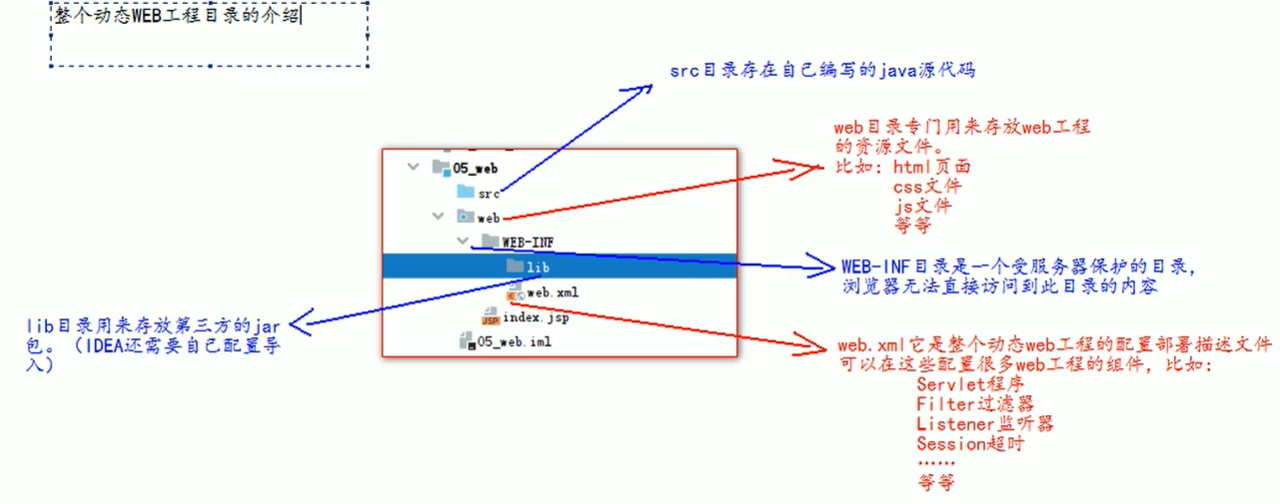 整个动态WEB工程目录的介绍
src目录存在自己编写的java源代码
web目录专门用来存放web工程
的资源文件。
比如: html页面
css文件
js文件
等等
05_web
src
web
WEB-INF
lib
web.xml
index.jsp
05_web.iml
WEB-INF目录是一个受服务器保护的目录,
浏览器无法直接访问到此目录的内容
lib目录用来存放第三方的jar
包。（IDEA还需要自己配置导
入）
web.xml它是整个动态web工程的配置部署描述文件
可以在这些配置很多web工程的组件, 比如:
Servlet程序
Filter过滤器
Listener监听器
Session超时
……
等等